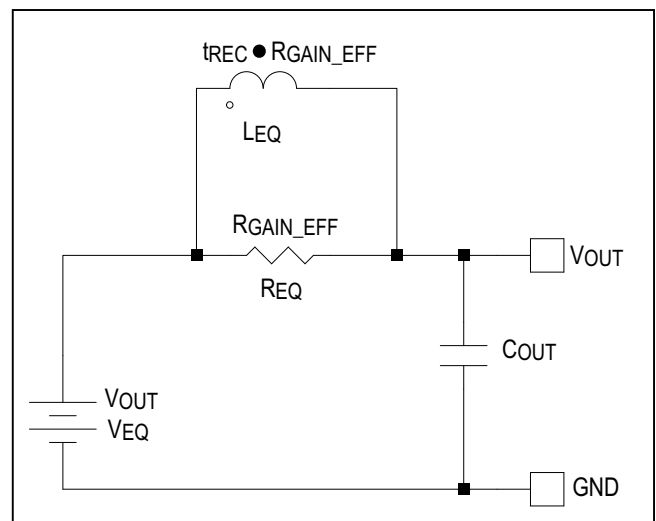 tREC ● RGAIN_EFF
LEQ
RGAIN_EFF
REQ
VOUT
COUT
VOUT
VEQ
GND